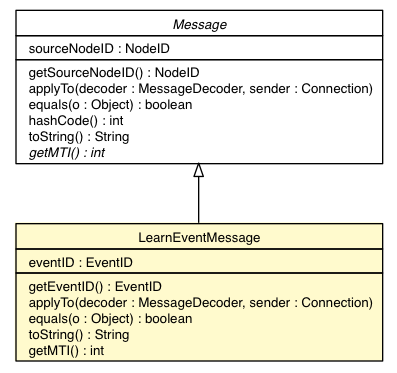 Message
sourceNodeID : NodeID
getSourceNodeID() : NodeID
applyTo(decoder : MessageDecoder, sender : Connection)
equals(o : Object) : boolean
hashCode() : int
toString() : String
getMTI() : int
LearnEventMessage
eventID : EventID
getEventID() : EventID
applyTo(decoder : MessageDecoder, sender : Connection)
equals(o : Object) : boolean
toString() : String
getMTI() : int